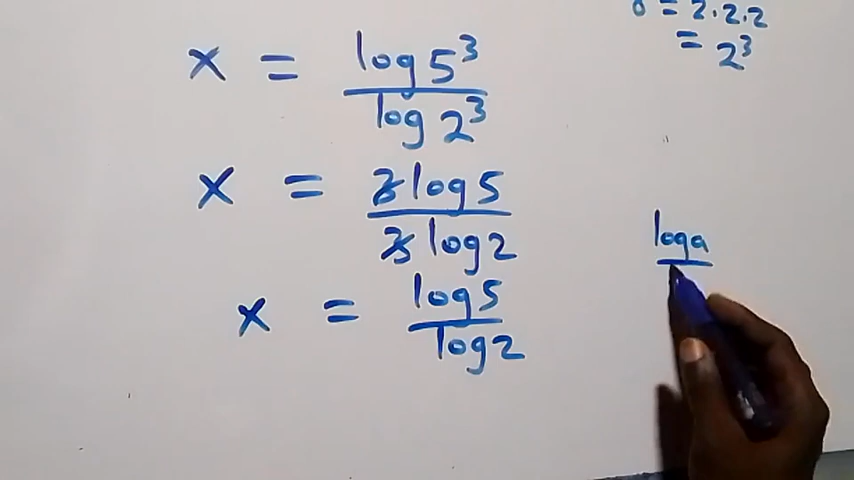 = 2·2·2
= 2³
x = log 5³ / log 2³
x = 3 log 5 / 3 log 2
x = log 5 / log 2
log a